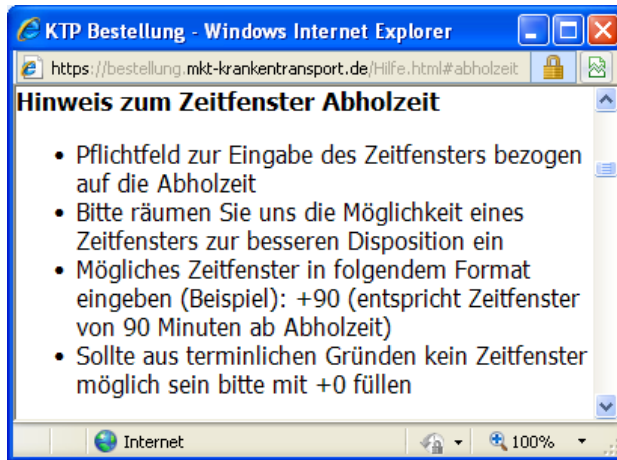 KTP Bestellung - Windows Internet Explorer
https://bestellung.mkt-krankentransport.de/Hilfe.html#abholzeit
Hinweis zum Zeitfenster Abholzeit
• Pflichtfeld zur Eingabe des Zeitfensters bezogen
auf die Abholzeit
• Bitte räumen Sie uns die Möglichkeit eines
Zeitfensters zur besseren Disposition ein
• Mögliches Zeitfenster in folgendem Format
eingeben (Beispiel): +90 (entspricht Zeitfenster
von 90 Minuten ab Abholzeit)
• Sollte aus terminlichen Gründen kein Zeitfenster
möglich sein bitte mit +0 füllen
Internet 100%